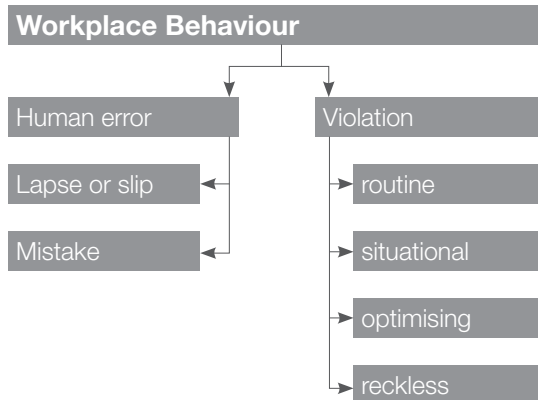 Workplace Behaviour
Human error
Violation
Lapse or slip
routine
Mistake
situational
optimising
reckless